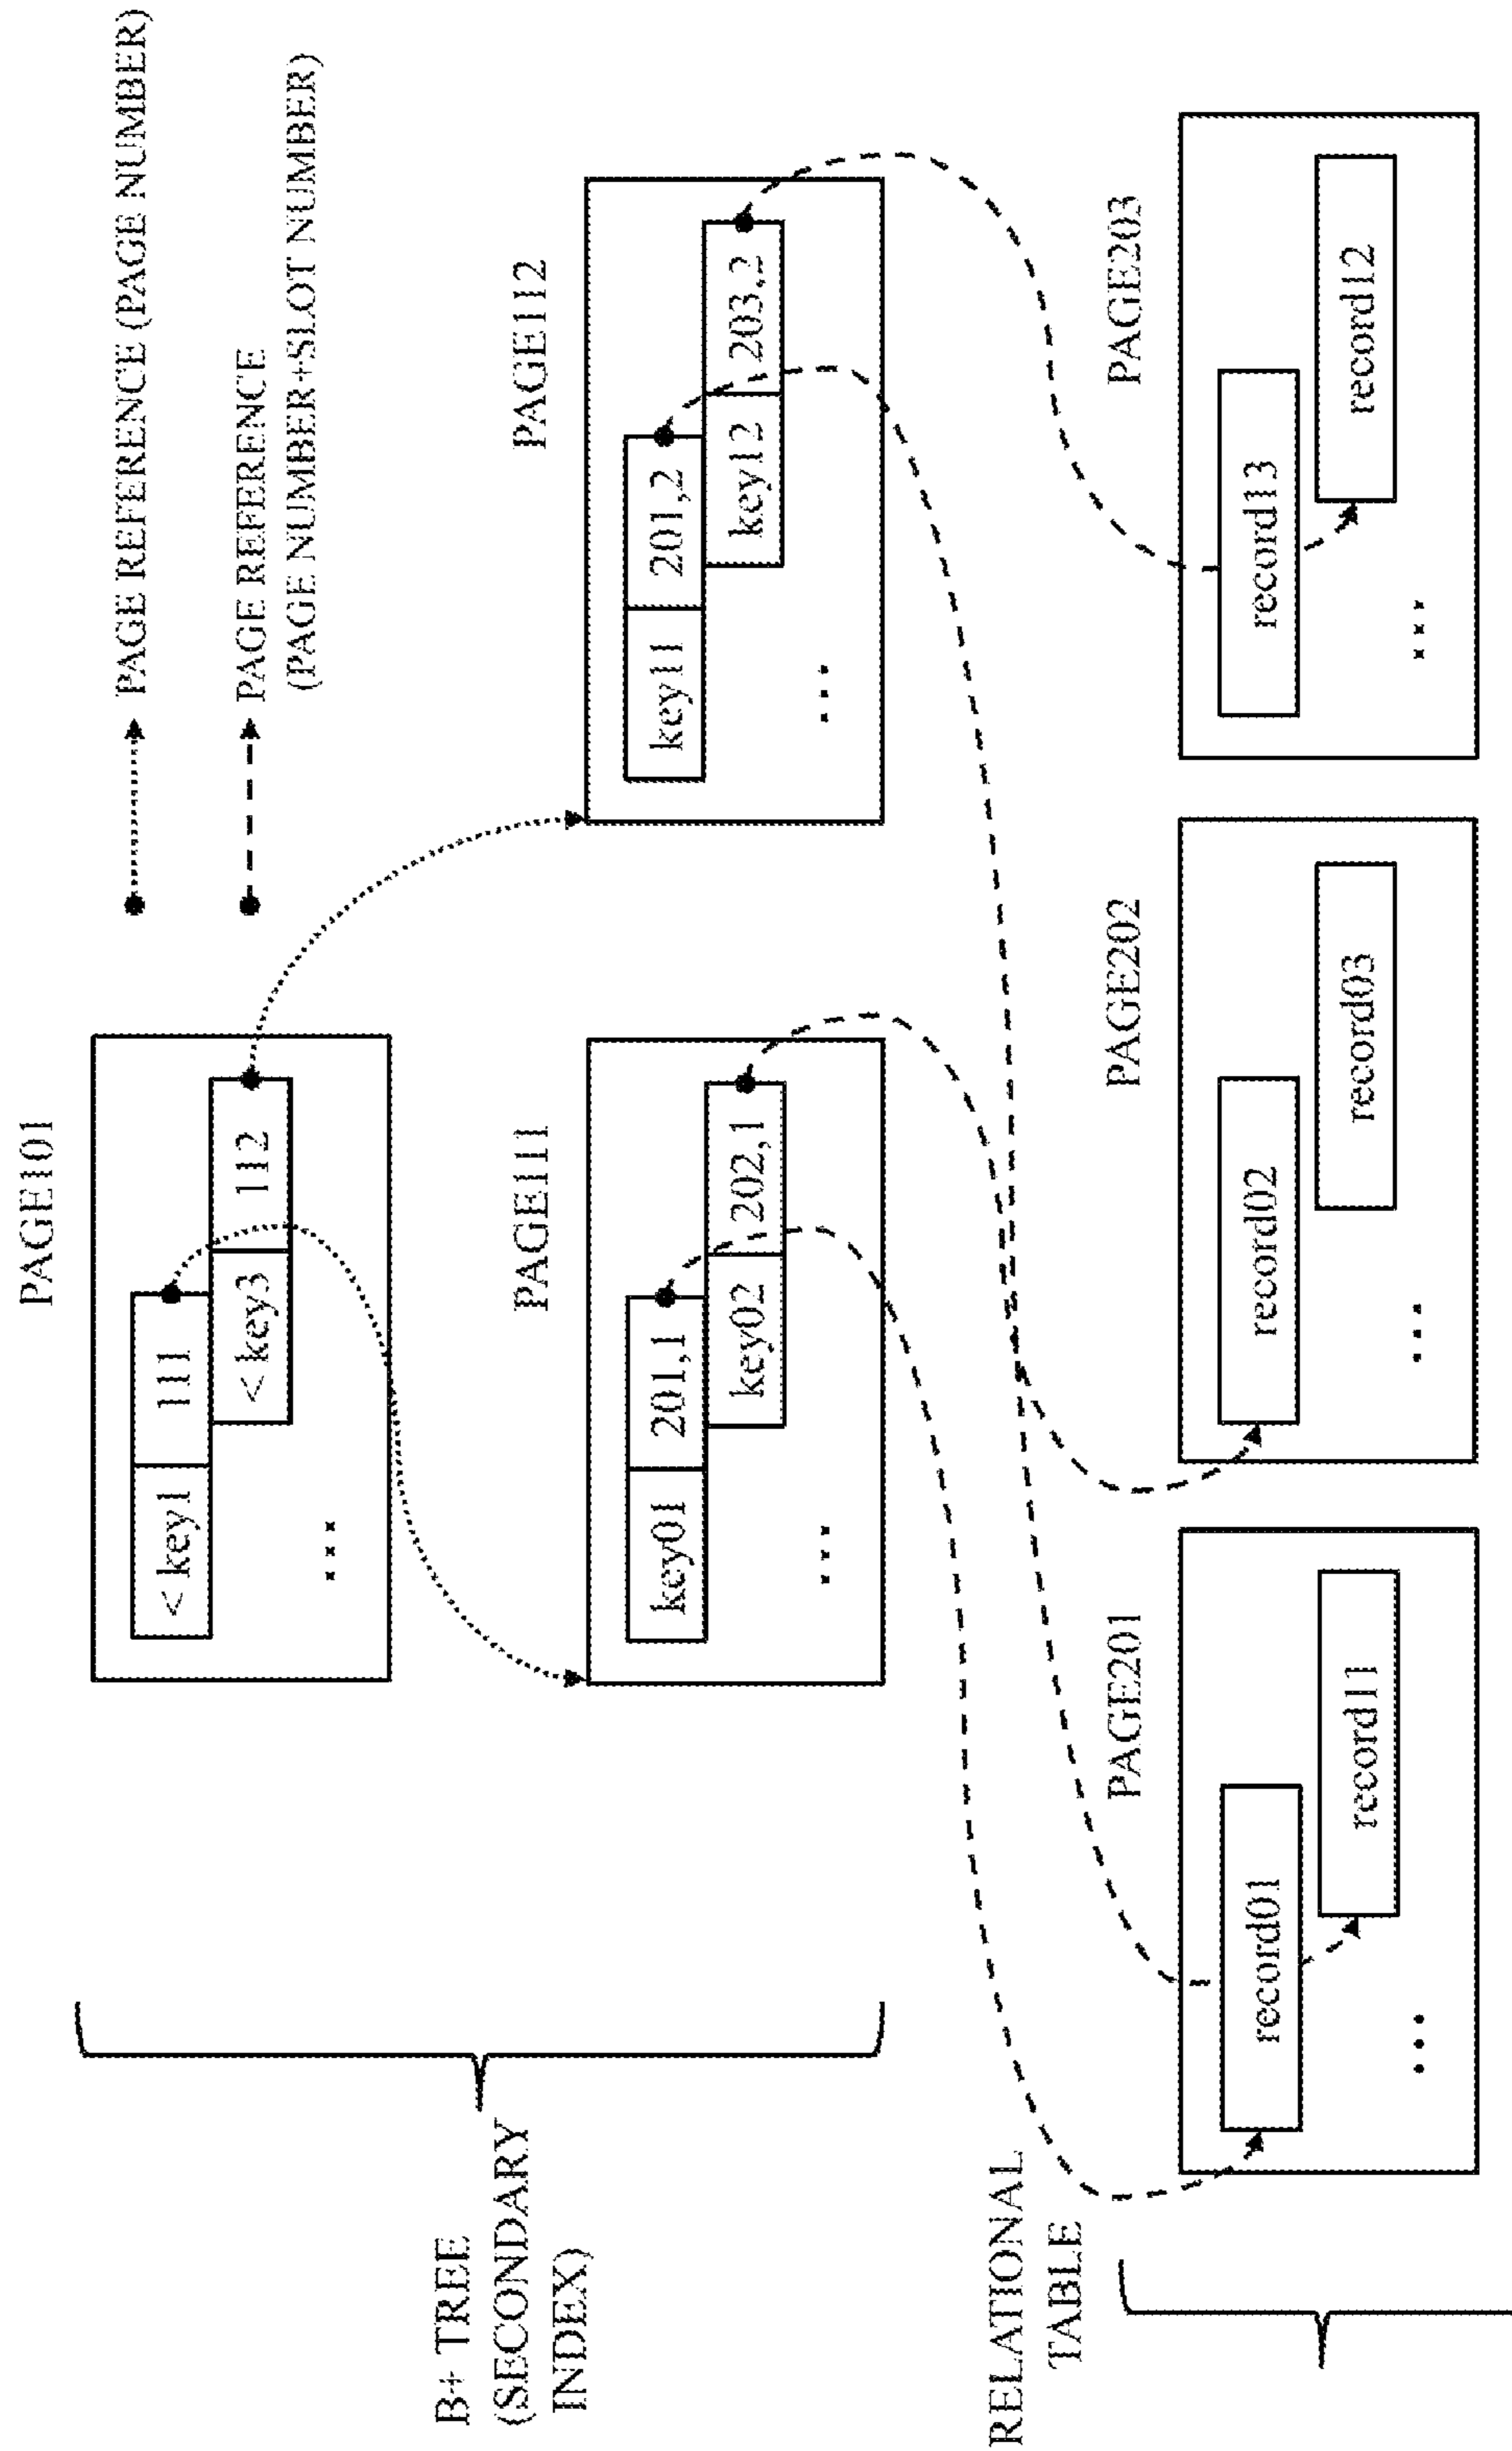 PAGE REFERENCE (PAGE NUMBER)
PAGE REFERENCE
(PAGE NUMBER+SLOT NUMBER)
PAGE101
< key1 111
< key3 112
...
B+ TREE
(SECONDARY
INDEX)
PAGE111
key01 201,1
key02 202,1
...
PAGE112
key11 201,2
key12 203,2
...
RELATIONAL
TABLE
PAGE201
record01
record11
...
PAGE202
record02
record03
...
PAGE203
record13
record12
...